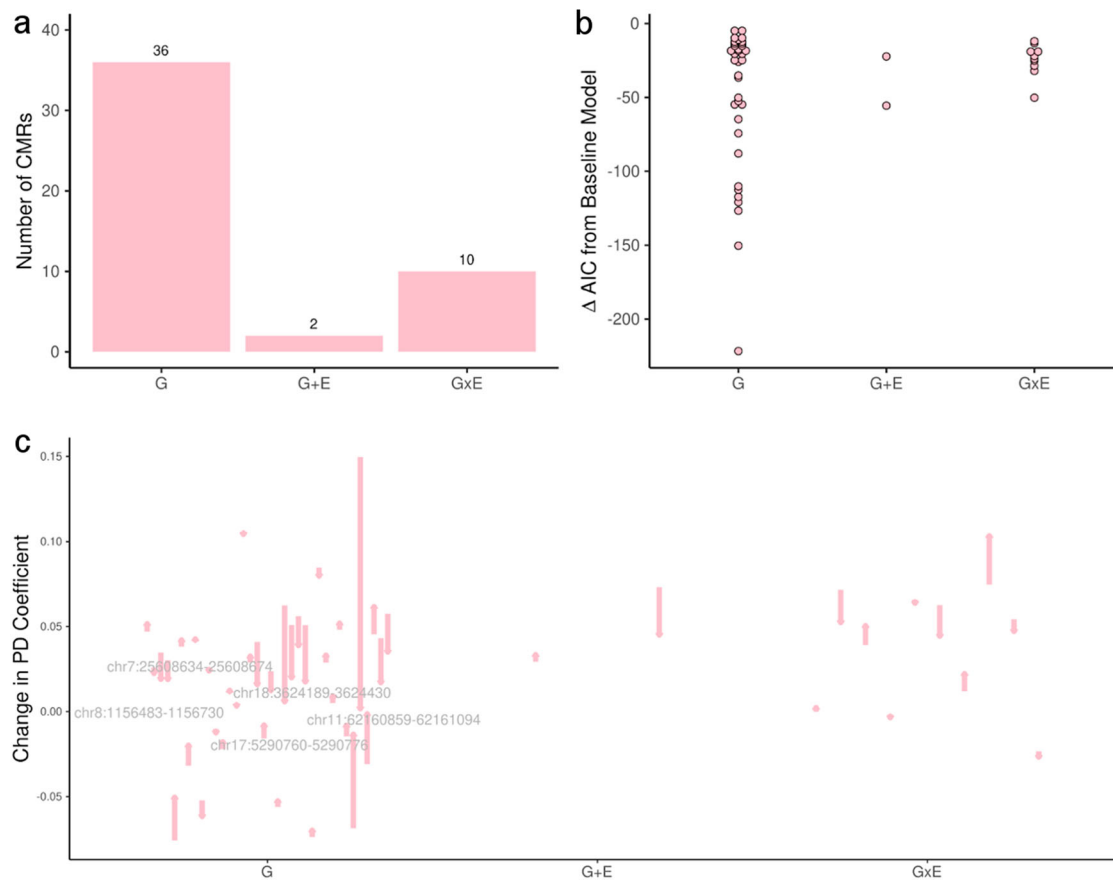 a
Number of CMRs
40
30
20
10
0
36
2
10
G
G+E
GxE
b
Δ AIC from Baseline Model
0
-50
-100
-150
-200
G
G+E
GxE
c
Change in PD Coefficient
0.15
0.10
0.05
0.00
-0.05
chr7:25608634-25608674
chr18:3624189-3624430
chr8:1156483-1156730
chr11:62160859-62161094
chr17:5290760-5290776
G
G+E
GxE